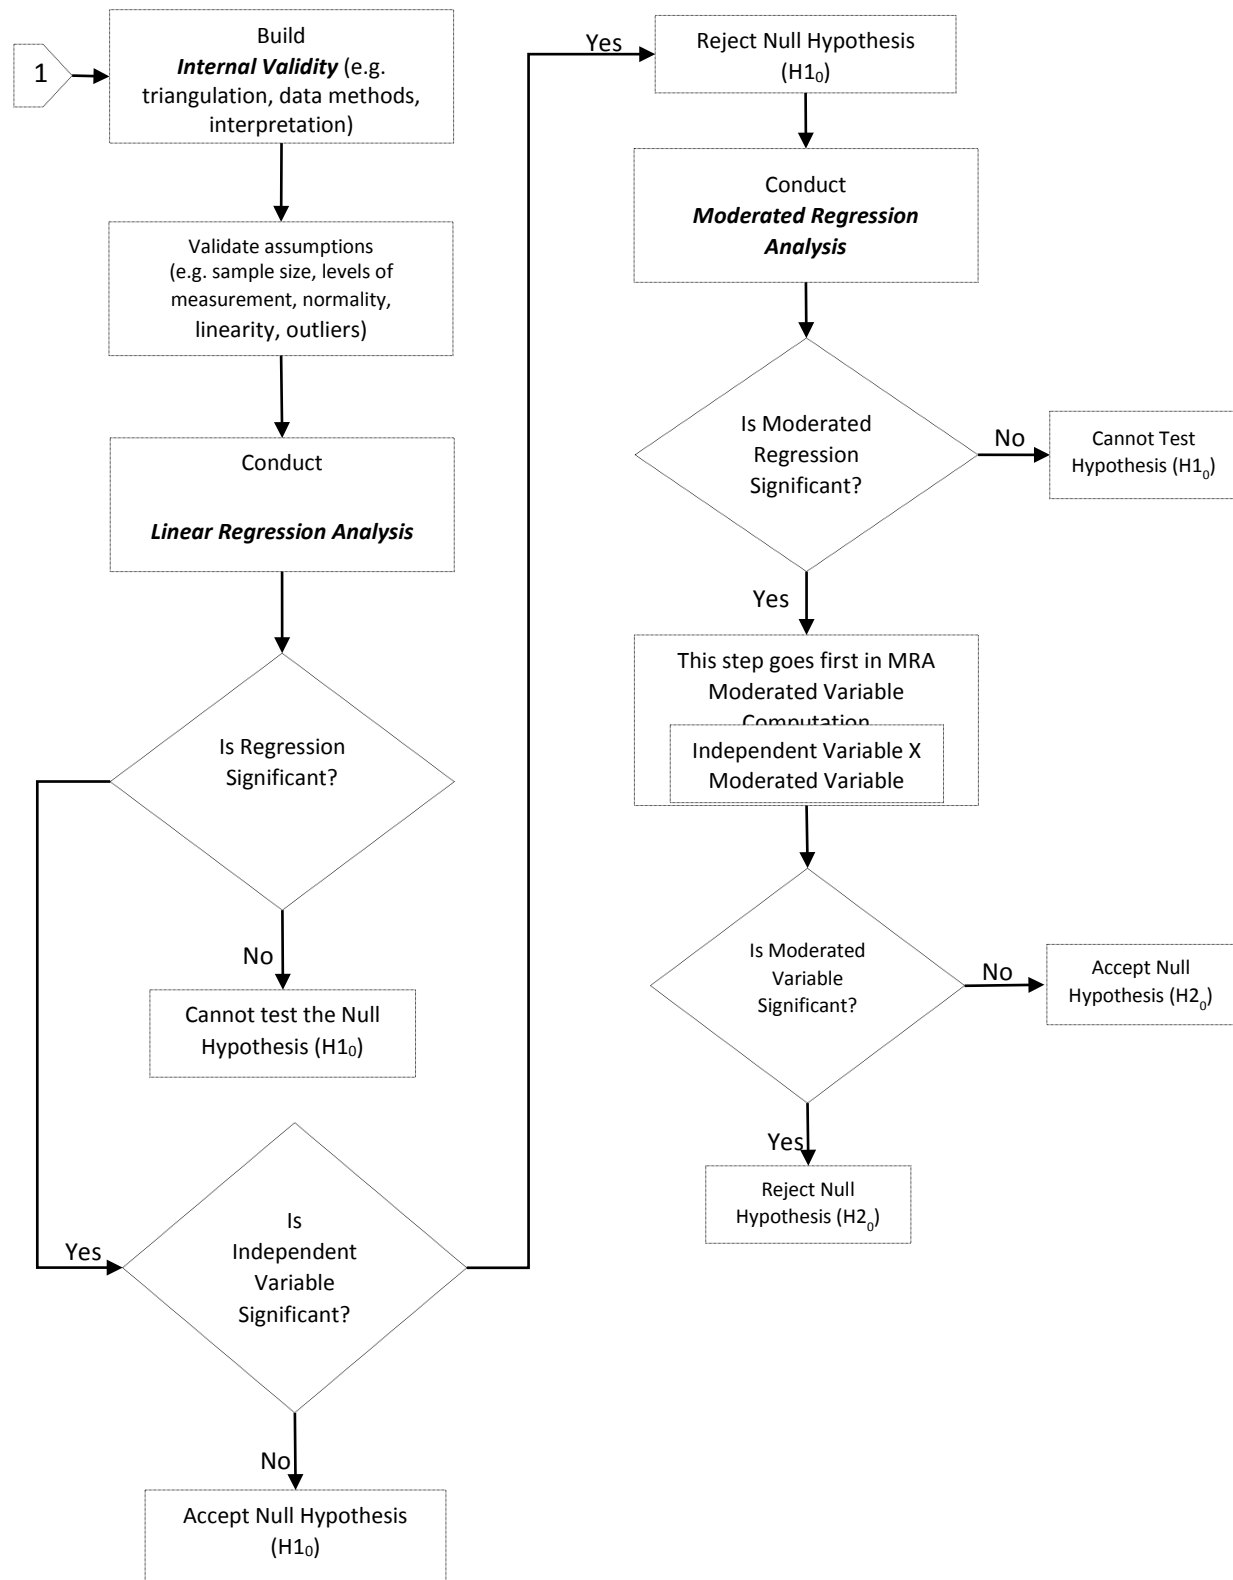 1
Build
Internal Validity (e.g.
triangulation, data methods,
interpretation)
Validate assumptions
(e.g. sample size, levels of
measurement, normality,
linearity, outliers)
Conduct
Linear Regression Analysis
Is Regression
Significant?
No
Cannot test the Null
Hypothesis (H1₀)
Yes
Is
Independent
Variable
Significant?
No
Accept Null Hypothesis
(H1₀)
Yes
Reject Null Hypothesis
(H1₀)
Conduct
Moderated Regression
Analysis
Is Moderated
Regression
Significant?
No
Cannot Test
Hypothesis (H1₀)
Yes
This step goes first in MRA
Moderated Variable
Computation
Independent Variable X
Moderated Variable
Is Moderated
Variable
Significant?
No
Accept Null
Hypothesis (H2₀)
Yes
Reject Null
Hypothesis (H2₀)